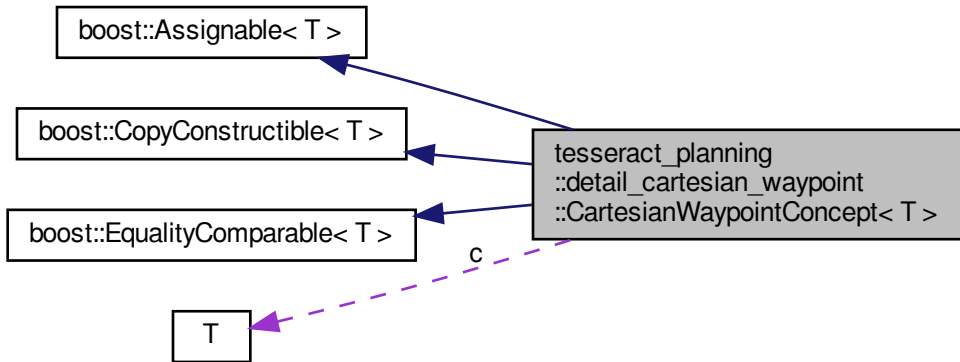 boost::Assignable< T >
boost::CopyConstructible< T >
boost::EqualityComparable< T >
tesseract_planning
::detail_cartesian_waypoint
::CartesianWaypointConcept< T >
c
T